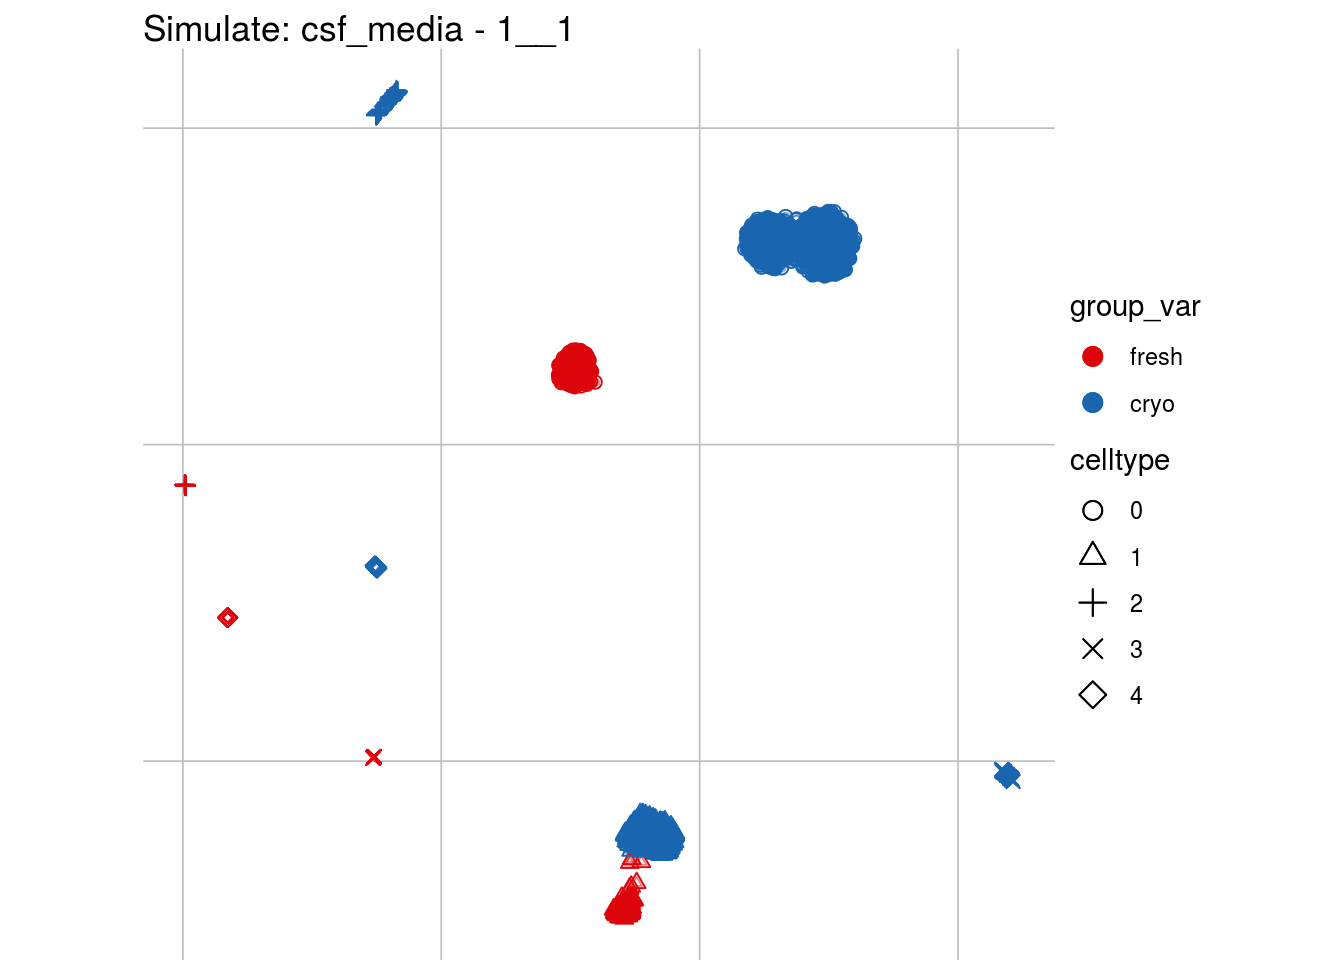 Simulate: csf_media - 1__1
group_var
fresh
cryo
celltype
0
1
2
3
4